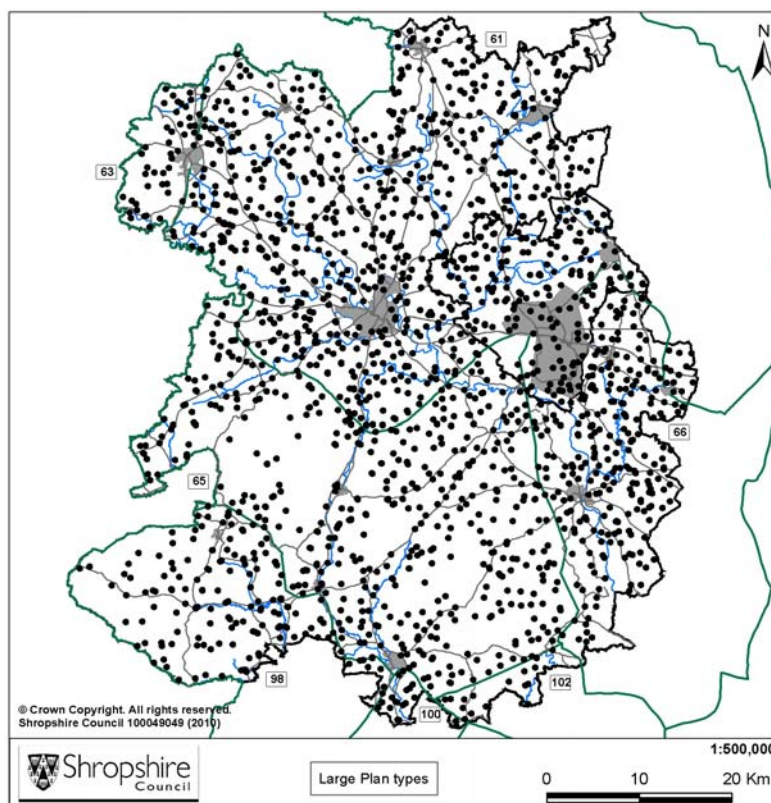 61
N
63
66
65
98
102
100
© Crown Copyright. All rights reserved.
Shropshire Council 100049049 (2010)
1:500,000
Shropshire
Council
Large Plan types
0 10 20 Km